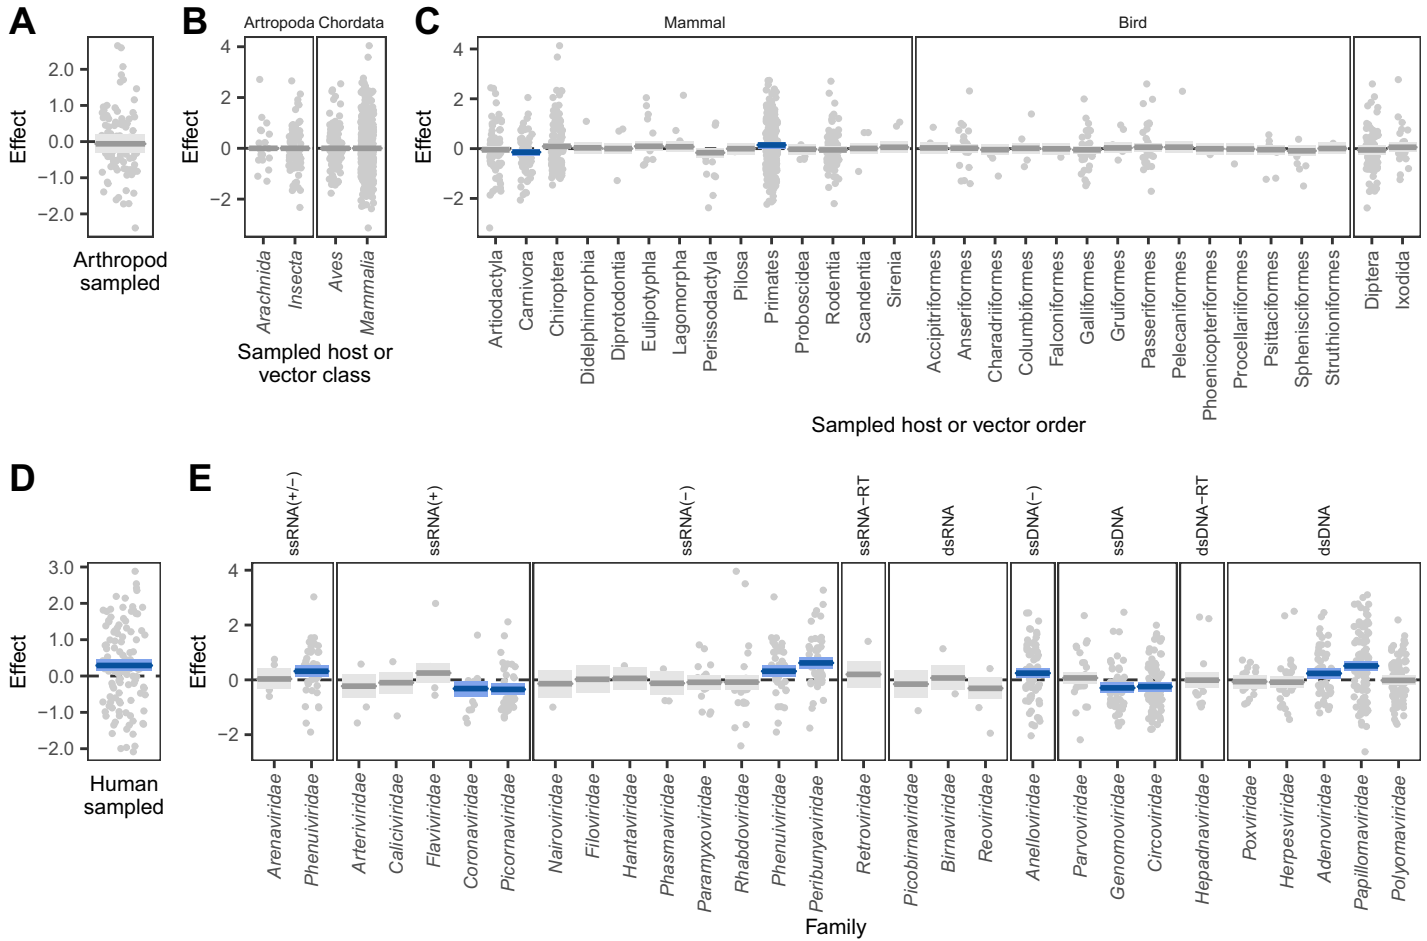 A
Effect
2.0
1.0
0.0
−1.0
−2.0
Arthropod
sampled
B
Artropoda Chordata
Effect
4
2
0
−2
Arachnida
Insecta
Aves
Mammalia
Sampled host or
vector class
C
Mammal
Bird
Effect
4
2
0
−2
Artiodactyla
Carnivora
Chiroptera
Didelphimorphia
Diprotodontia
Eulipotyphla
Lagomorpha
Perissodactyla
Pilosa
Primates
Proboscidea
Rodentia
Scandentia
Sirenia
Accipitriformes
Anseriformes
Charadriiformes
Columbiformes
Falconiformes
Galliformes
Gruiformes
Passeriformes
Pelecaniformes
Phoenicopteriformes
Procellariiformes
Psittaciformes
Sphenisciformes
Struthioniformes
Diptera
Ixodida
Sampled host or vector order
D
Effect
3.0
2.0
1.0
0.0
−1.0
−2.0
Human
sampled
E
ssRNA(+/−)
ssRNA(+)
ssRNA(−)
ssRNA−RT
dsRNA
ssDNA(−)
ssDNA
dsDNA−RT
dsDNA
Effect
4
2
0
−2
Arenaviridae
Phenuiviridae
Arteriviridae
Caliciviridae
Flaviviridae
Coronaviridae
Picornaviridae
Nairoviridae
Filoviridae
Hantaviridae
Phasmaviridae
Paramyxoviridae
Rhabdoviridae
Phenuiviridae
Peribunyaviridae
Retroviridae
Picobirnaviridae
Birnaviridae
Reoviridae
Anelloviridae
Parvoviridae
Genomoviridae
Circoviridae
Hepadnaviridae
Poxviridae
Herpesviridae
Adenoviridae
Papillomaviridae
Polyomaviridae
Family